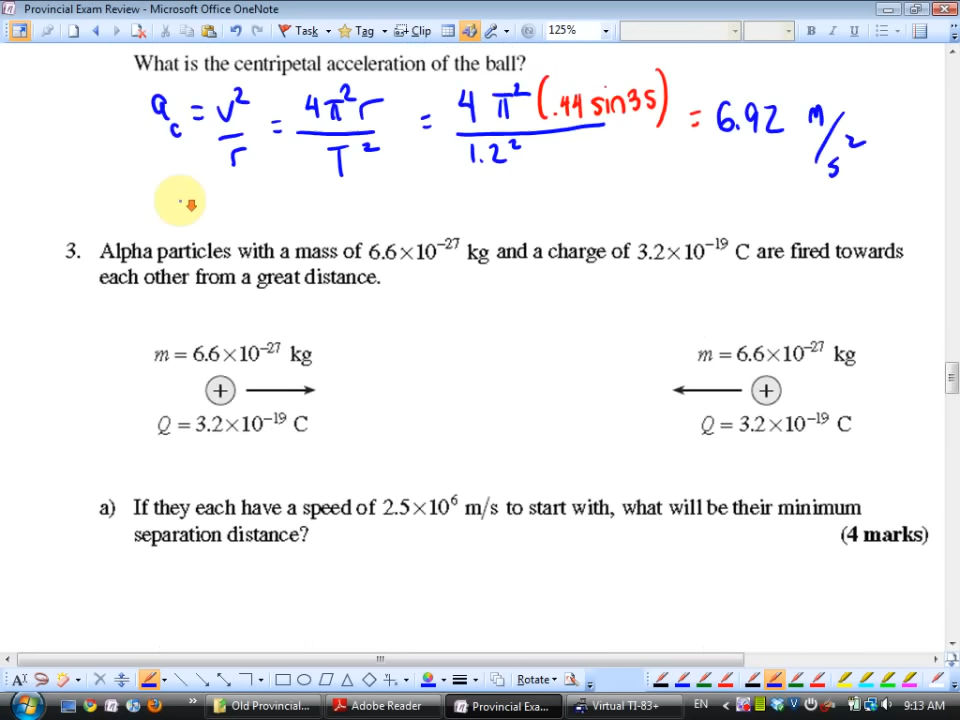 Provincial Exam Review - Microsoft Office OneNote
Task Tag Clip 125% B I U
What is the centripetal acceleration of the ball?
a_c = v²/r = 4π²r/T² = 4π²(.44 sin35)/1.2² = 6.92 m/s²
3. Alpha particles with a mass of 6.6×10⁻²⁷ kg and a charge of 3.2×10⁻¹⁹ C are fired towards
each other from a great distance.
m = 6.6×10⁻²⁷ kg m = 6.6×10⁻²⁷ kg
+ +
Q = 3.2×10⁻¹⁹ C Q = 3.2×10⁻¹⁹ C
a) If they each have a speed of 2.5×10⁶ m/s to start with, what will be their minimum
separation distance? (4 marks)
Rotate
Old Provincial... Adobe Reader Provincial Exa... Virtual TI-83+ EN 9:13 AM